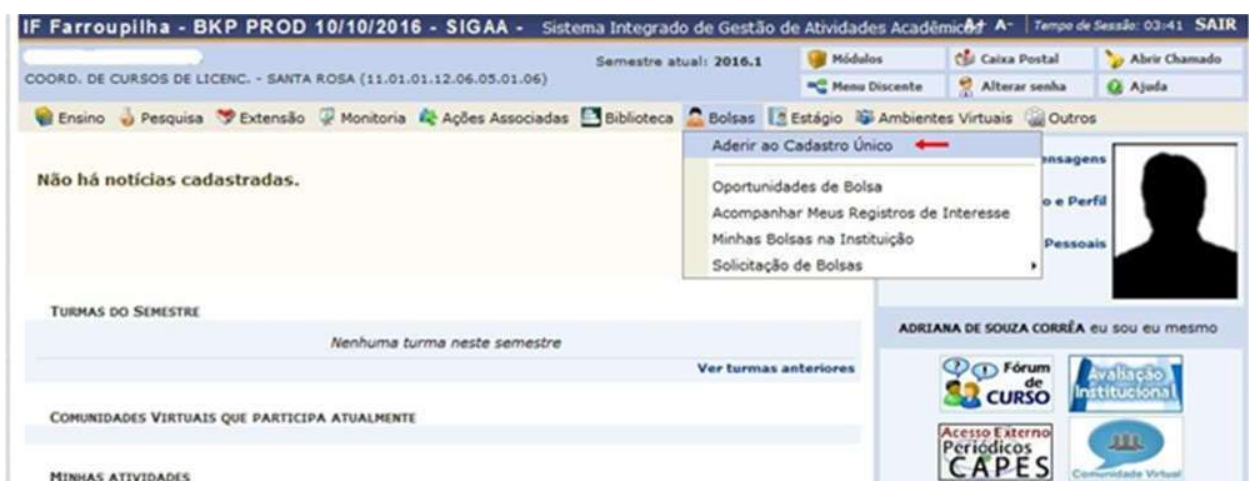 IF Farroupilha - BKP PROD 10/10/2016 - SIGAA - Sistema Integrado de Gestão de Atividades Acadêmicas A+ A- Tempo de Sessão: 03:41 SAIR
Semestre atual: 2016.1
COORD. DE CURSOS DE LICENC. - SANTA ROSA (11.01.01.12.06.05.01.06)
Módulos Caixa Postal Abrir Chamado
Menu Discente Alterar senha Ajuda
Ensino Pesquisa Extensão Monitoria Ações Associadas Biblioteca Bolsas Estágio Ambientes Virtuais Outros
Aderir ao Cadastro Único
Oportunidades de Bolsa
Acompanhar Meus Registros de Interesse
Minhas Bolsas na Instituição
Solicitação de Bolsas
ensagens
o e Perfil
Pessoais
Não há notícias cadastradas.
TURMAS DO SEMESTRE
Nenhuma turma neste semestre
Ver turmas anteriores
COMUNIDADES VIRTUAIS QUE PARTICIPA ATUALMENTE
MINHAS ATIVIDADES
ADRIANA DE SOUZA CORRÊA eu sou eu mesmo
Fórum de CURSO
Avaliação Institucional
Acesso Externo
Periódicos
CAPES
Comunidade Virtual